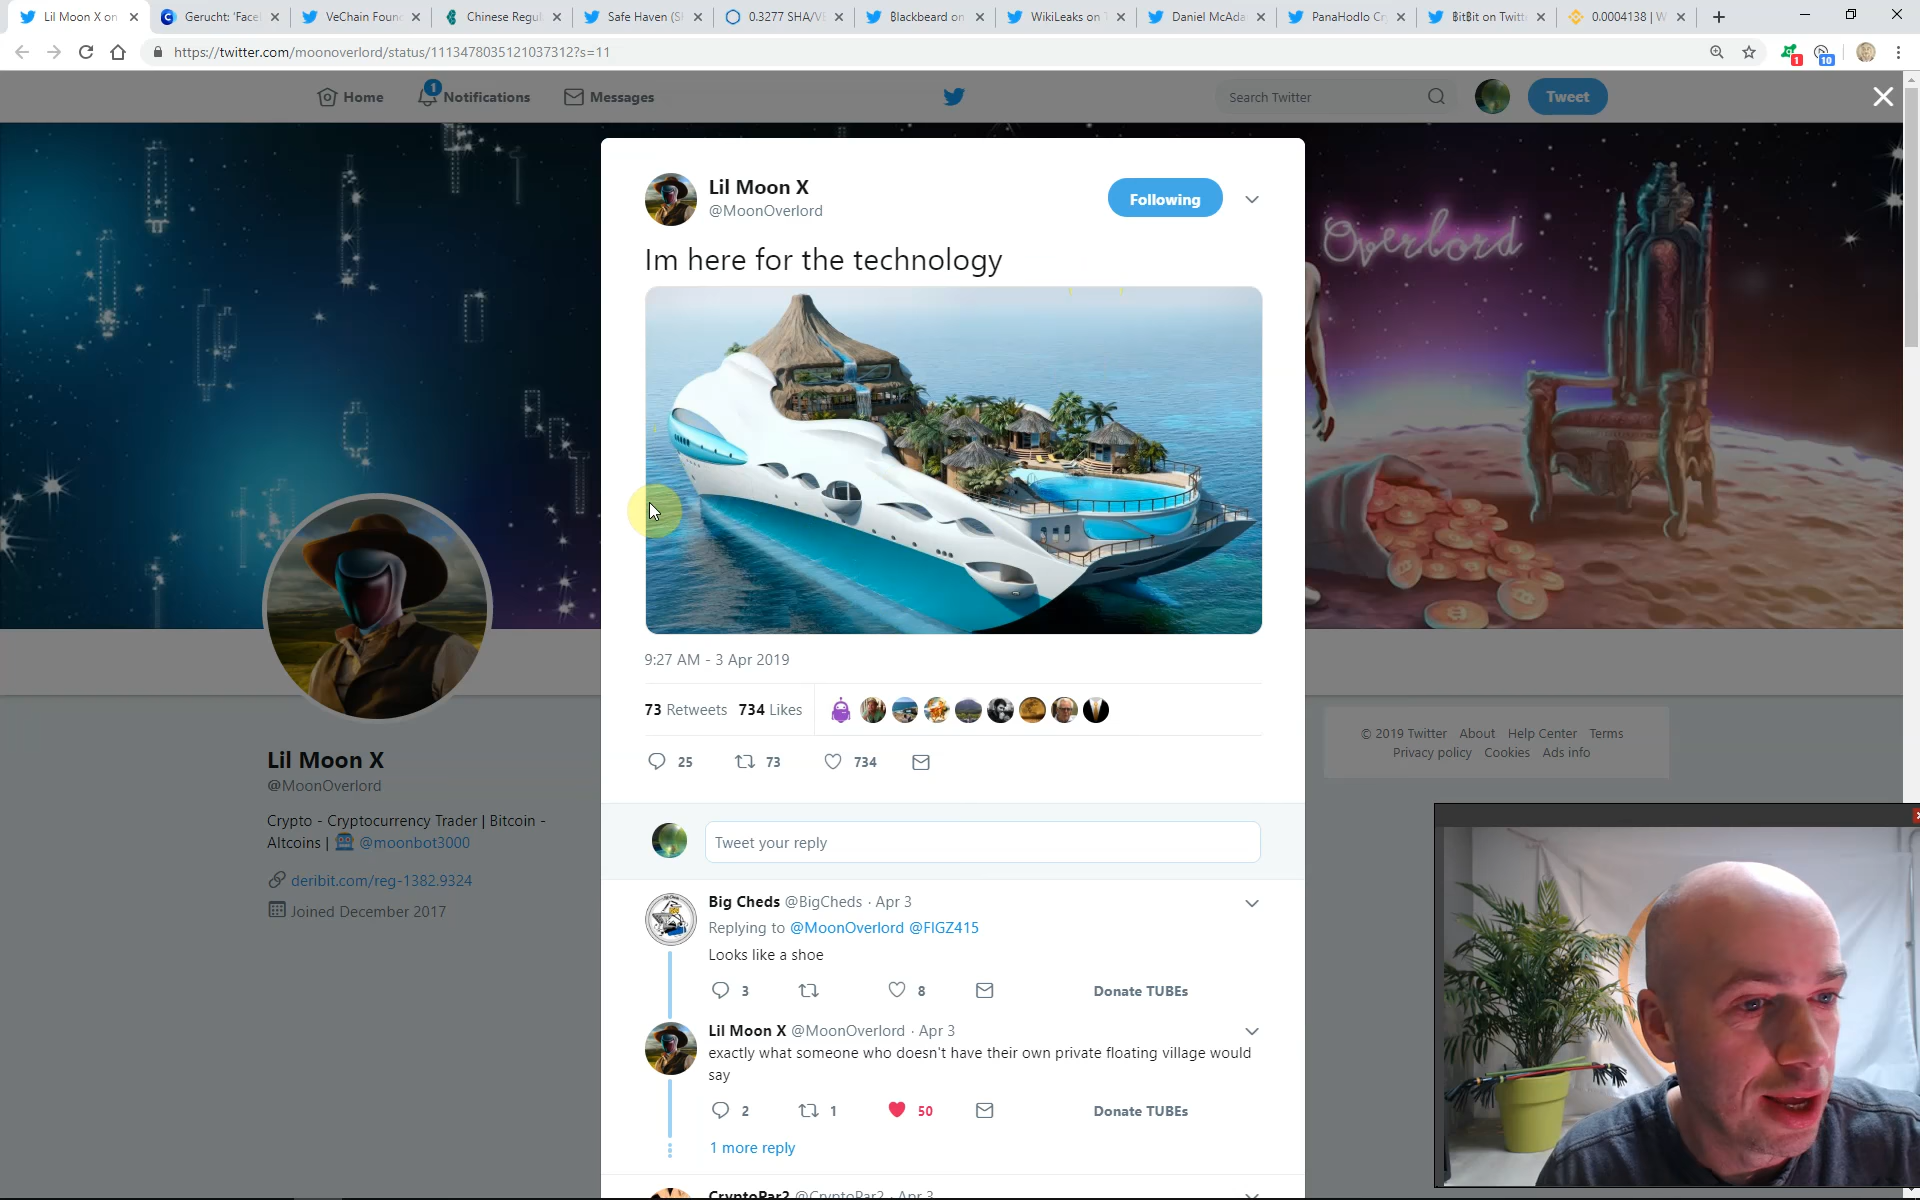 Lil Moon X on
Gerucht: 'Face
VeChain Foun
Chinese Regul
Safe Haven (S
0.3277 SHA/VE
Blackbeard on
WikiLeaks on T
Daniel McAda
PanaHodlo Cr
BitBit on Twitt
0.0004138 | W
https://twitter.com/moonoverlord/status/1113478035121037312?s=11
1
10
Home
1
Notifications
Messages
Search Twitter
Tweet
Overlord
Lil Moon X
@MoonOverlord
Following
Im here for the technology
9:27 AM - 3 Apr 2019
73 Retweets 734 Likes
25 73 734
Tweet your reply
Big Cheds @BigCheds · Apr 3
Replying to @MoonOverlord @FIGZ415
Looks like a shoe
3 8 Donate TUBEs
Lil Moon X @MoonOverlord · Apr 3
exactly what someone who doesn't have their own private floating village would
say
2 1 50 Donate TUBEs
1 more reply
CryptoPar2 @CryptoPar2 · Apr 3
Lil Moon X
@MoonOverlord
Crypto - Cryptocurrency Trader | Bitcoin -
Altcoins | @moonbot3000
deribit.com/reg-1382.9324
Joined December 2017
© 2019 Twitter About Help Center Terms
Privacy policy Cookies Ads info